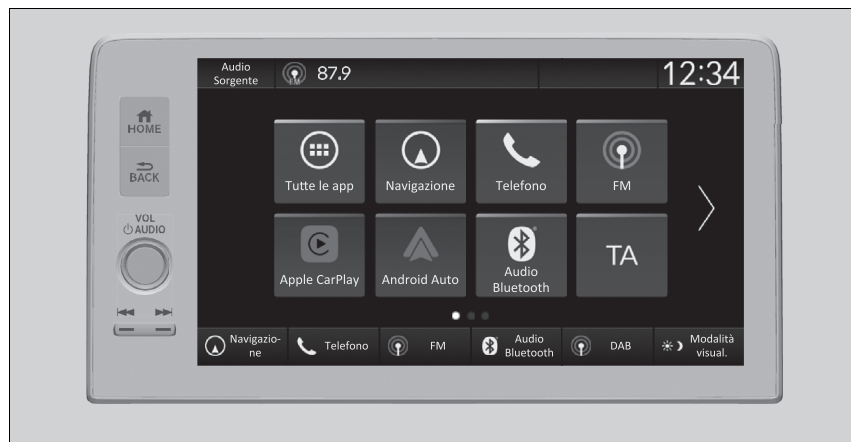 Audio
Sorgente
FM
87.9
12:34
HOME
BACK
VOL
AUDIO
Tutte le app
Navigazione
Telefono
FM
Apple CarPlay
Android Auto
Audio
Bluetooth
TA
Navigazio-
ne
Telefono
FM
Audio
Bluetooth
DAB
Modalità
visual.